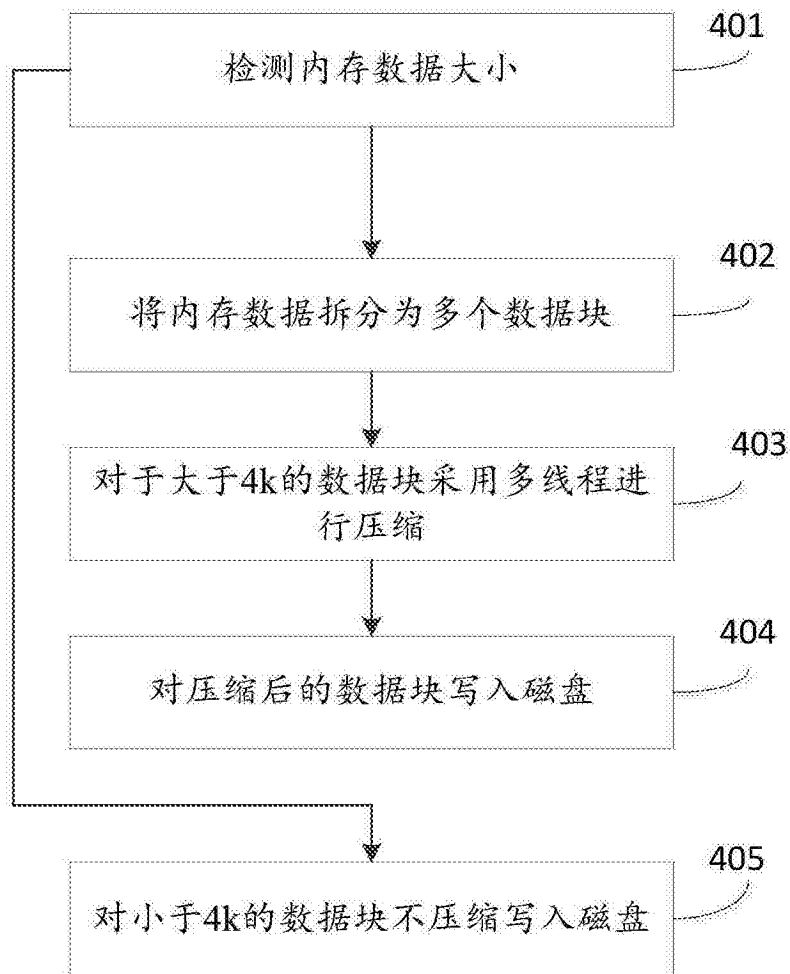 401
检测内存数据大小
402
将内存数据拆分为多个数据块
403
对于大于4k的数据块采用多线程进
行压缩
404
对压缩后的数据块写入磁盘
405
对小于4k的数据块不压缩写入磁盘